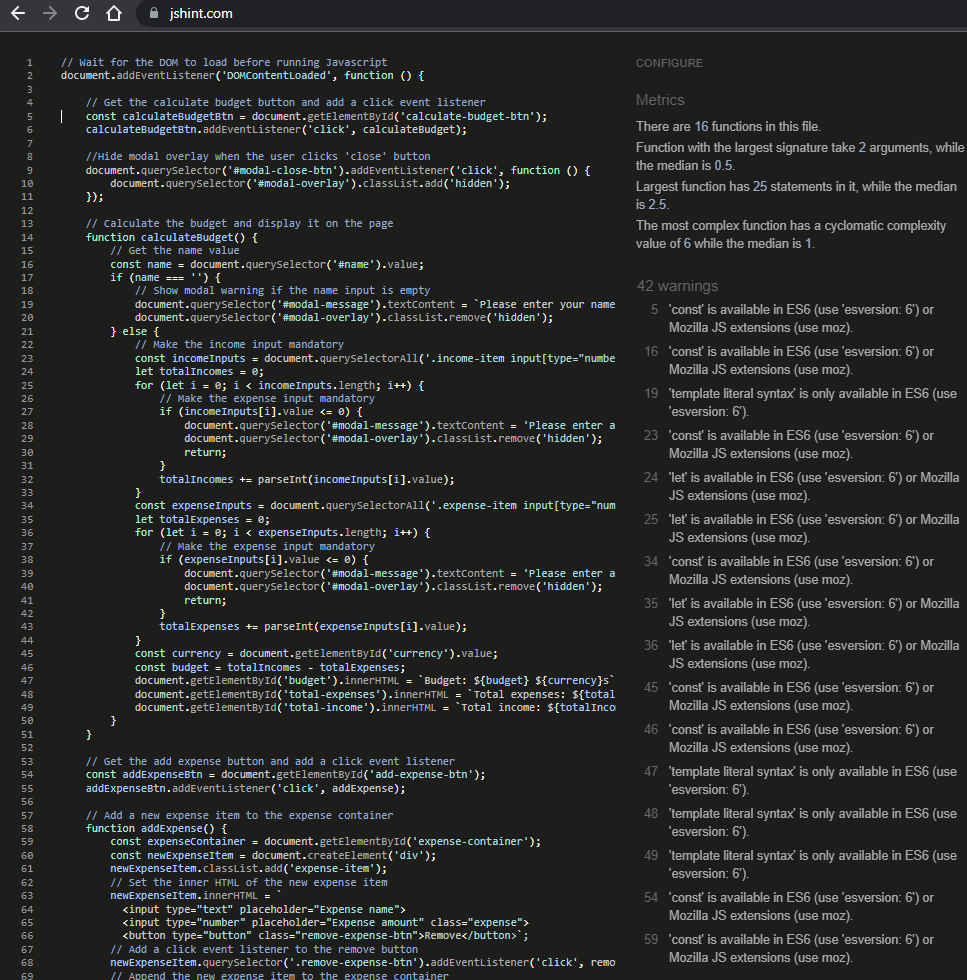 jshint.com
1 // Wait for the DOM to load before running Javascript
2 document.addEventListener('DOMContentLoaded', function () {
3
4 // Get the calculate budget button and add a click event listener
5 const calculateBudgetBtn = document.getElementById('calculate-budget-btn');
6 calculateBudgetBtn.addEventListener('click', calculateBudget);
7
8 //Hide modal overlay when the user clicks 'close' button
9 document.querySelector('#modal-close-btn').addEventListener('click', function () {
10 document.querySelector('#modal-overlay').classList.add('hidden');
11 });
12
13 // Calculate the budget and display it on the page
14 function calculateBudget() {
15 // Get the name value
16 const name = document.querySelector('#name').value;
17 if (name === '') {
18 // Show modal warning if the name input is empty
19 document.querySelector('#modal-message').textContent = `Please enter your name
20 document.querySelector('#modal-overlay').classList.remove('hidden');
21 } else {
22 // Make the income input mandatory
23 const incomeInputs = document.querySelectorAll('.income-item input[type="numbe
24 let totalIncomes = 0;
25 for (let i = 0; i < incomeInputs.length; i++) {
26 // Make the expense input mandatory
27 if (incomeInputs[i].value <= 0) {
28 document.querySelector('#modal-message').textContent = 'Please enter a
29 document.querySelector('#modal-overlay').classList.remove('hidden');
30 return;
31 }
32 totalIncomes += parseInt(incomeInputs[i].value);
33 }
34 const expenseInputs = document.querySelectorAll('.expense-item input[type="num
35 let totalExpenses = 0;
36 for (let i = 0; i < expenseInputs.length; i++) {
37 // Make the expense input mandatory
38 if (expenseInputs[i].value <= 0) {
39 document.querySelector('#modal-message').textContent = 'Please enter a
40 document.querySelector('#modal-overlay').classList.remove('hidden');
41 return;
42 }
43 totalExpenses += parseInt(expenseInputs[i].value);
44 }
45 const currency = document.getElementById('currency').value;
46 const budget = totalIncomes - totalExpenses;
47 document.getElementById('budget').innerHTML = `Budget: ${budget} ${currency}s`
48 document.getElementById('total-expenses').innerHTML = `Total expenses: ${total
49 document.getElementById('total-income').innerHTML = `Total income: ${totalInco
50 }
51 }
52
53 // Get the add expense button and add a click event listener
54 const addExpenseBtn = document.getElementById('add-expense-btn');
55 addExpenseBtn.addEventListener('click', addExpense);
56
57 // Add a new expense item to the expense container
58 function addExpense() {
59 const expenseContainer = document.getElementById('expense-container');
60 const newExpenseItem = document.createElement('div');
61 newExpenseItem.classList.add('expense-item');
62 // Set the inner HTML of the new expense item
63 newExpenseItem.innerHTML = `
64 <input type="text" placeholder="Expense name">
65 <input type="number" placeholder="Expense amount" class="expense">
66 <button type="button" class="remove-expense-btn">Remove</button>`;
67 // Add a click event listener to the remove button
68 newExpenseItem.querySelector('.remove-expense-btn').addEventListener('click', remo
69 // Append the new expense item to the expense container
CONFIGURE
Metrics
There are 16 functions in this file.
Function with the largest signature take 2 arguments, while
the median is 0.5.
Largest function has 25 statements in it, while the median
is 2.5.
The most complex function has a cyclomatic complexity
value of 6 while the median is 1.
42 warnings
5 'const' is available in ES6 (use 'esversion: 6') or
Mozilla JS extensions (use moz).
16 'const' is available in ES6 (use 'esversion: 6') or
Mozilla JS extensions (use moz).
19 'template literal syntax' is only available in ES6 (use
'esversion: 6').
23 'const' is available in ES6 (use 'esversion: 6') or
Mozilla JS extensions (use moz).
24 'let' is available in ES6 (use 'esversion: 6') or Mozilla
JS extensions (use moz).
25 'let' is available in ES6 (use 'esversion: 6') or Mozilla
JS extensions (use moz).
34 'const' is available in ES6 (use 'esversion: 6') or
Mozilla JS extensions (use moz).
35 'let' is available in ES6 (use 'esversion: 6') or Mozilla
JS extensions (use moz).
36 'let' is available in ES6 (use 'esversion: 6') or Mozilla
JS extensions (use moz).
45 'const' is available in ES6 (use 'esversion: 6') or
Mozilla JS extensions (use moz).
46 'const' is available in ES6 (use 'esversion: 6') or
Mozilla JS extensions (use moz).
47 'template literal syntax' is only available in ES6 (use
'esversion: 6').
48 'template literal syntax' is only available in ES6 (use
'esversion: 6').
49 'template literal syntax' is only available in ES6 (use
'esversion: 6').
54 'const' is available in ES6 (use 'esversion: 6') or
Mozilla JS extensions (use moz).
59 'const' is available in ES6 (use 'esversion: 6') or
Mozilla JS extensions (use moz).